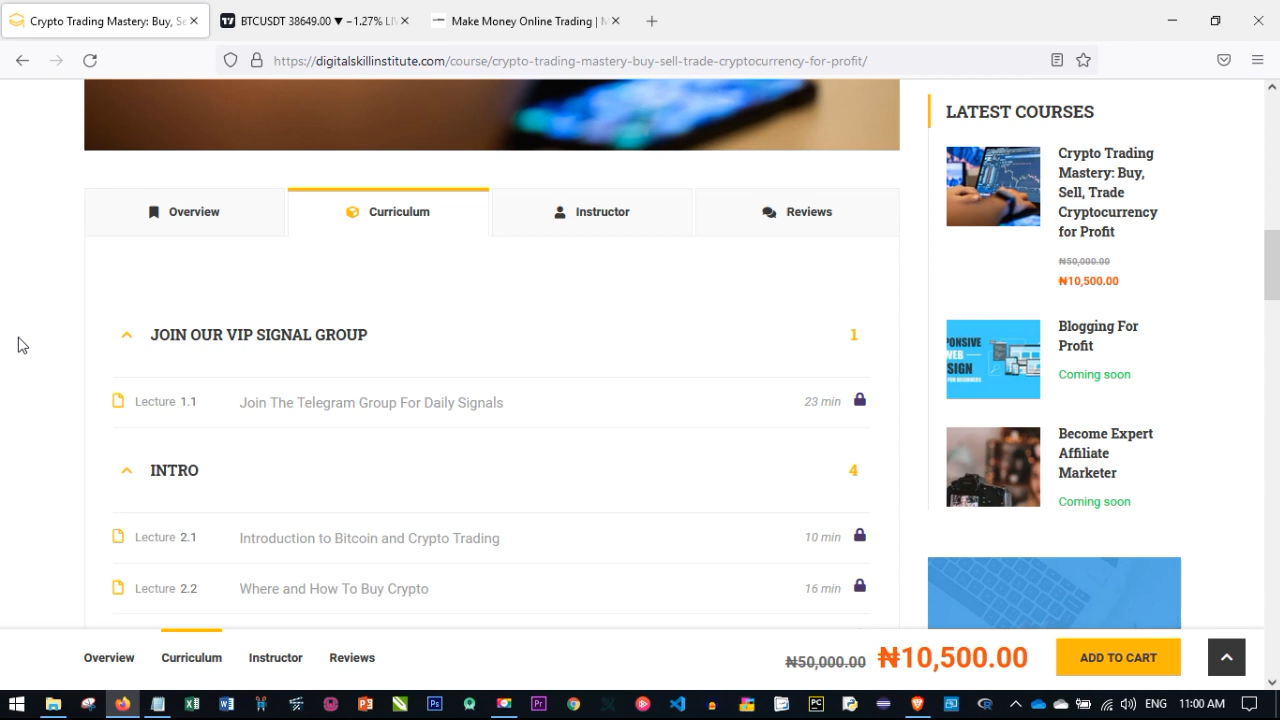 Crypto Trading Mastery: Buy, Se
BTCUSDT 38649.00 ▼ −1.27% LIV
Make Money Online Trading | M
https://digitalskillinstitute.com/course/crypto-trading-mastery-buy-sell-trade-cryptocurrency-for-profit/
Overview
Curriculum
Instructor
Reviews
JOIN OUR VIP SIGNAL GROUP 1
Lecture 1.1 Join The Telegram Group For Daily Signals 23 min
INTRO 4
Lecture 2.1 Introduction to Bitcoin and Crypto Trading 10 min
Lecture 2.2 Where and How To Buy Crypto 16 min
LATEST COURSES
Crypto Trading
Mastery: Buy,
Sell, Trade
Cryptocurrency
for Profit
₦50,000.00
₦10,500.00
PONSIVE
WEB
SIGN
FOR BEGINNERS
Blogging For
Profit
Coming soon
Become Expert
Affiliate
Marketer
Coming soon
Overview Curriculum Instructor Reviews
₦50,000.00 ₦10,500.00 ADD TO CART
ENG 11:00 AM